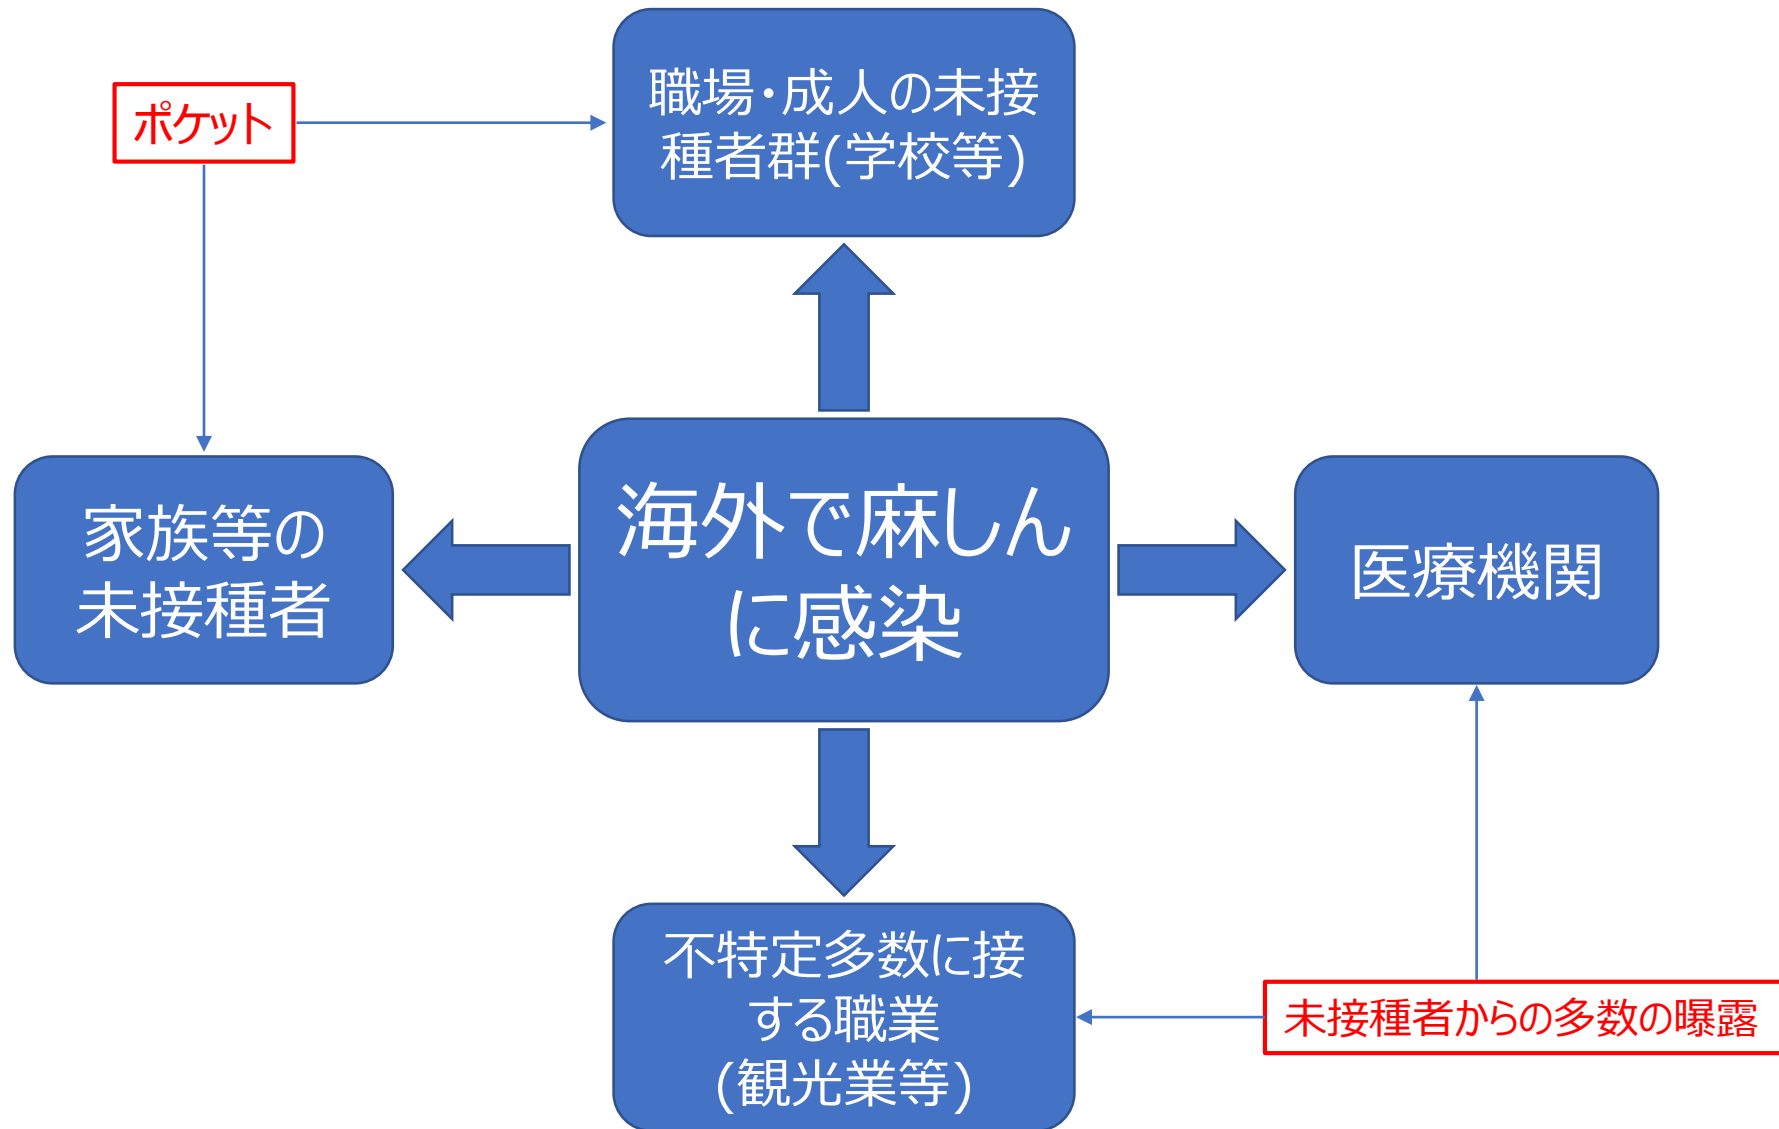 職場・成人の未接
種者群(学校等)
ポケット
家族等の
未接種者
海外で麻しん
に感染
医療機関
不特定多数に接
する職業
(観光業等)
未接種者からの多数の曝露